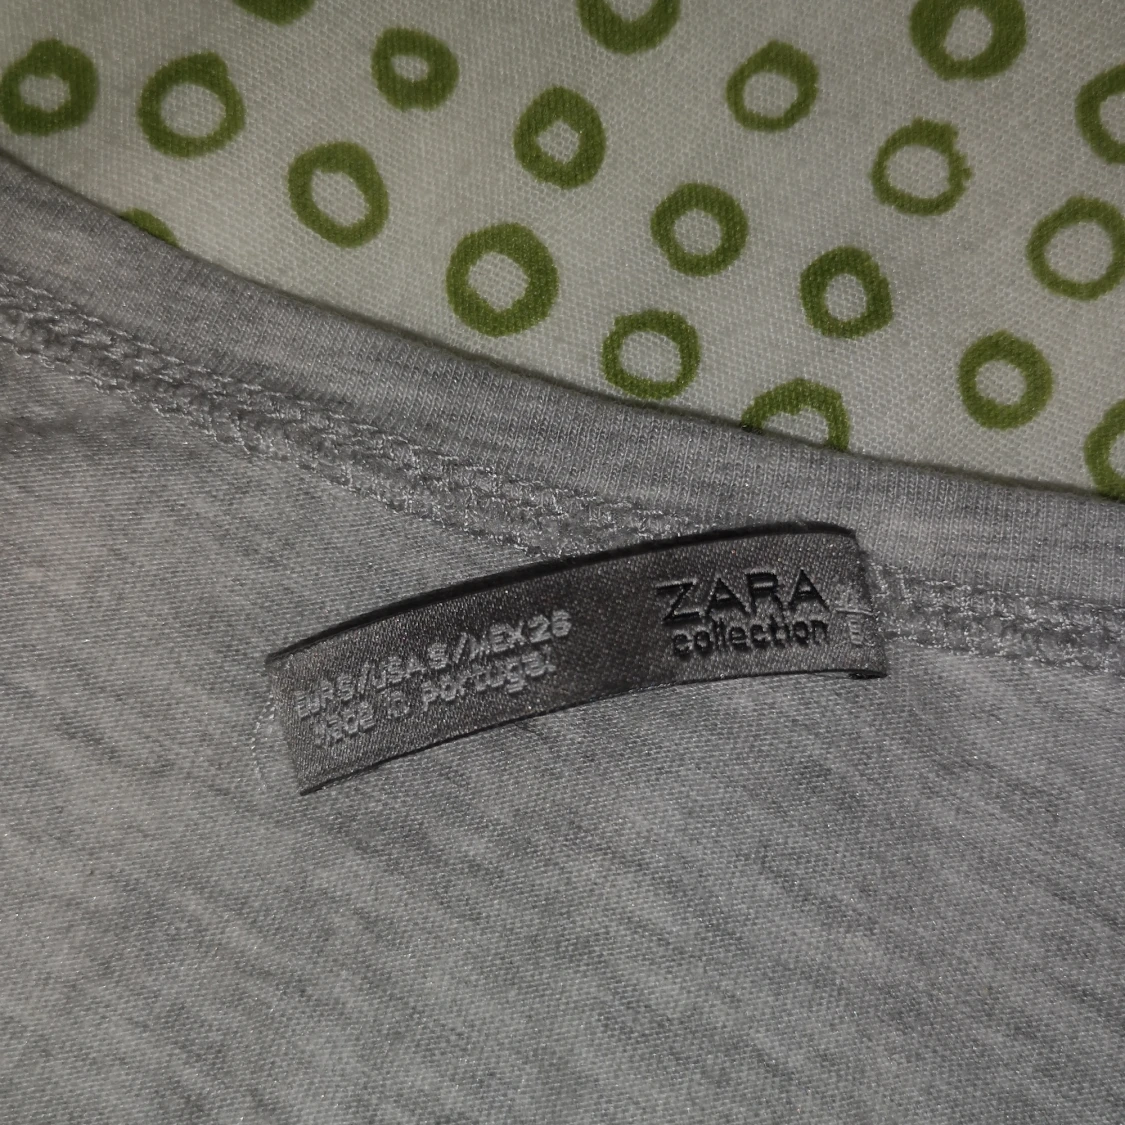 EUR S//USA S//MEX 26
Made in Portugal
ZARA
collection